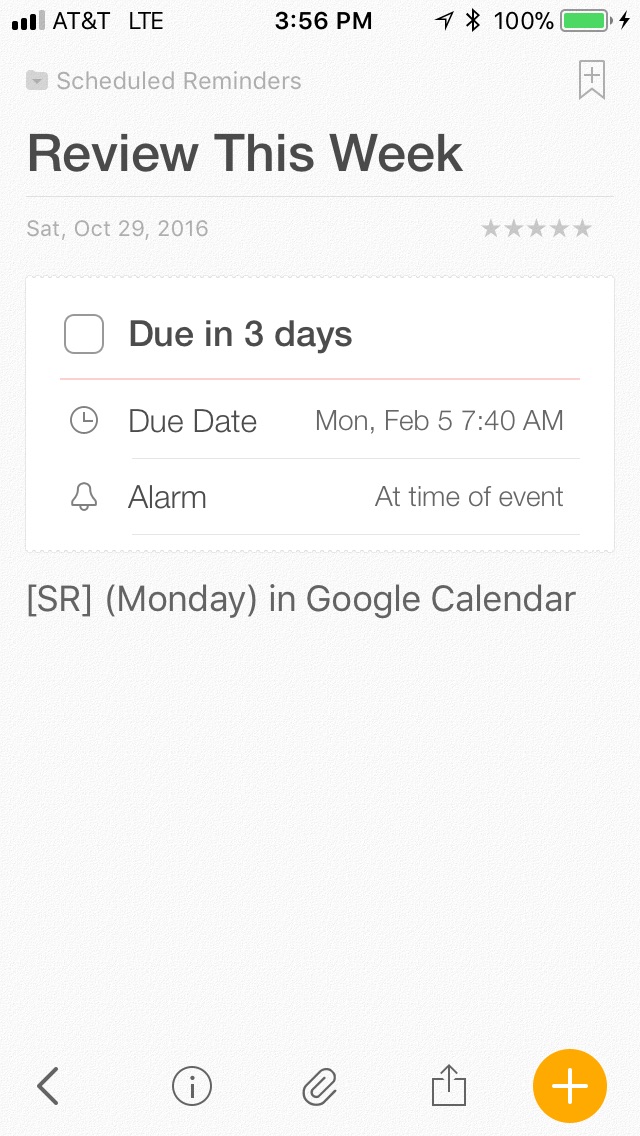 AT&T LTE 3:56 PM 100%
Scheduled Reminders
Review This Week
Sat, Oct 29, 2016
Due in 3 days
Due Date Mon, Feb 5 7:40 AM
Alarm At time of event
[SR] (Monday) in Google Calendar